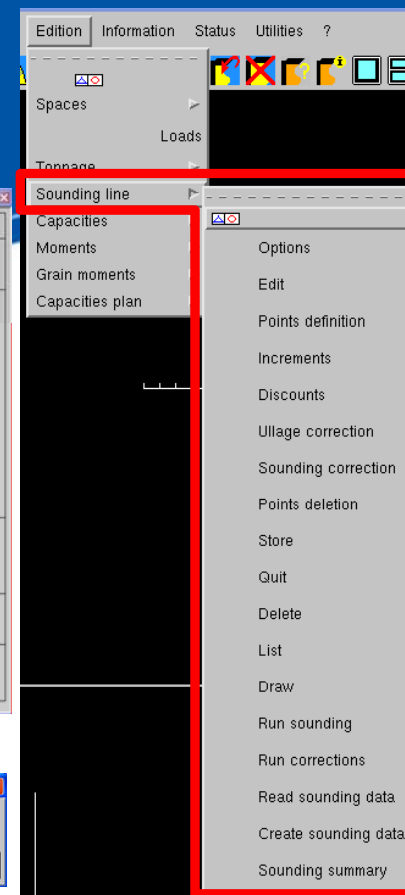 Edition Information Status Utilities ?
Spaces
Loads
Tonnage
Sounding line
Capacities
Moments
Grain moments
Capacities plan
Options
Edit
Points definition
Increments
Discounts
Ullage correction
Sounding correction
Points deletion
Store
Quit
Delete
List
Draw
Run sounding
Run corrections
Read sounding data
Create sounding data
Sounding summary